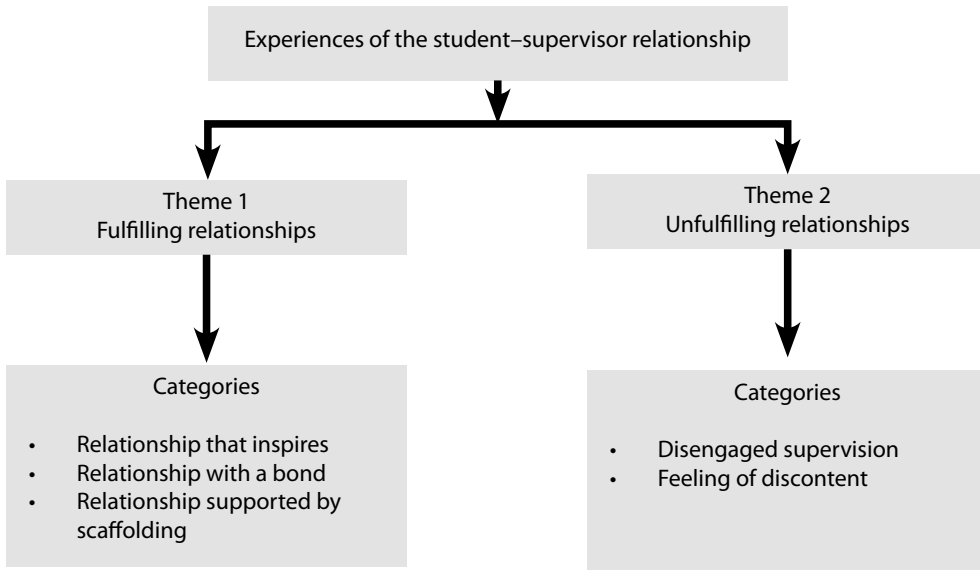 Experiences of the student–supervisor relationship
Theme 1
Fulfilling relationships
Theme 2
Unfulfilling relationships
Categories
• Relationship that inspires
• Relationship with a bond
• Relationship supported by
scaffolding
Categories
• Disengaged supervision
• Feeling of discontent